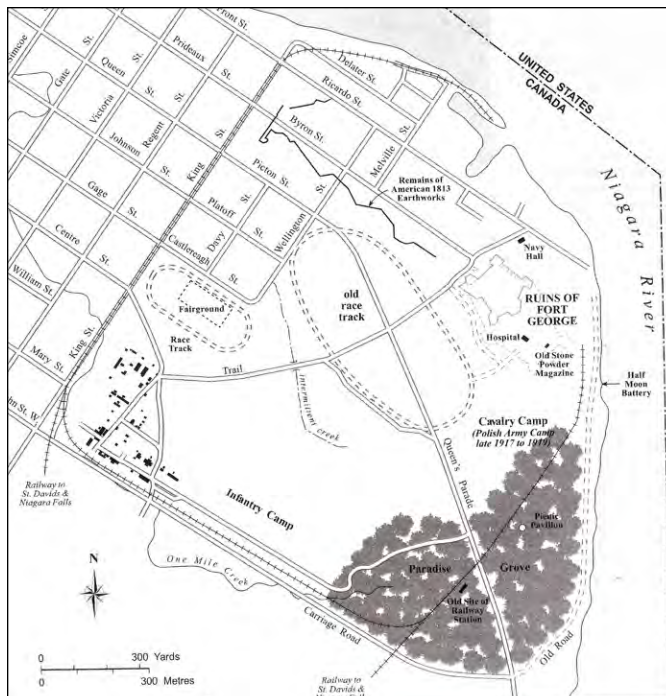 Front St.
Simcoe
St.
Gate
Queen
Prideaux
St.
St.
Delater St.
UNITED STATES
CANADA
Ricardo St.
Victoria
St.
St.
Regent
St.
Johnson
King
Byron St.
Melville
St.
Gage
St.
Picton St.
Remains of
American 1813
Earthworks
Niagara River
Platoff
St.
Centre
St.
Castlereagh
Davy
St.
Wellington
St.
William St.
Navy
Hall
King St.
Fairground
old
race
track
RUINS OF
FORT
GEORGE
Race
Track
Hospital
Old Stone
Powder
Magazine
Mary St.
Trail
Half
Moon
Battery
intermittent creek
John St. W
Cavalry Camp
(Polish Army Camp
late 1917 to 1919)
Queen's Parade
Railway to
St. Davids &
Niagara Falls
Infantry Camp
Picnic
Pavilion
N
One Mile Creek
Paradise
Grove
Old Site of
Railway
Station
Carriage Road
Old Road
0 300 Yards
0 300 Metres
Railway to
St. Davids &